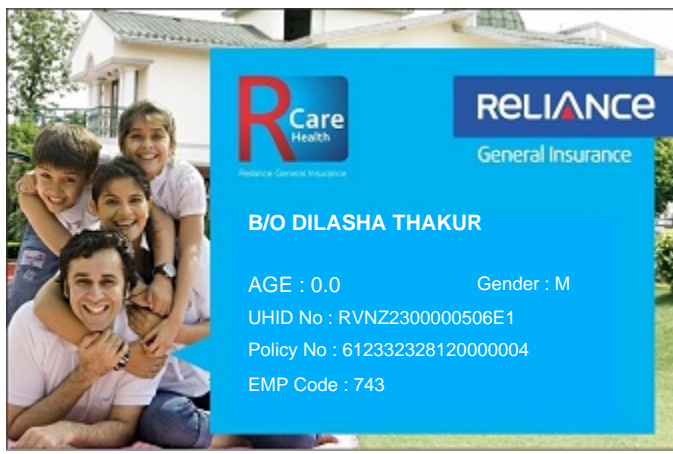 R Care
Health
Reliance General Insurance
RELIANCE
General Insurance
B/O DILASHA THAKUR
AGE : 0.0 Gender : M
UHID No : RVNZ2300000506E1
Policy No : 612332328120000004
EMP Code : 743